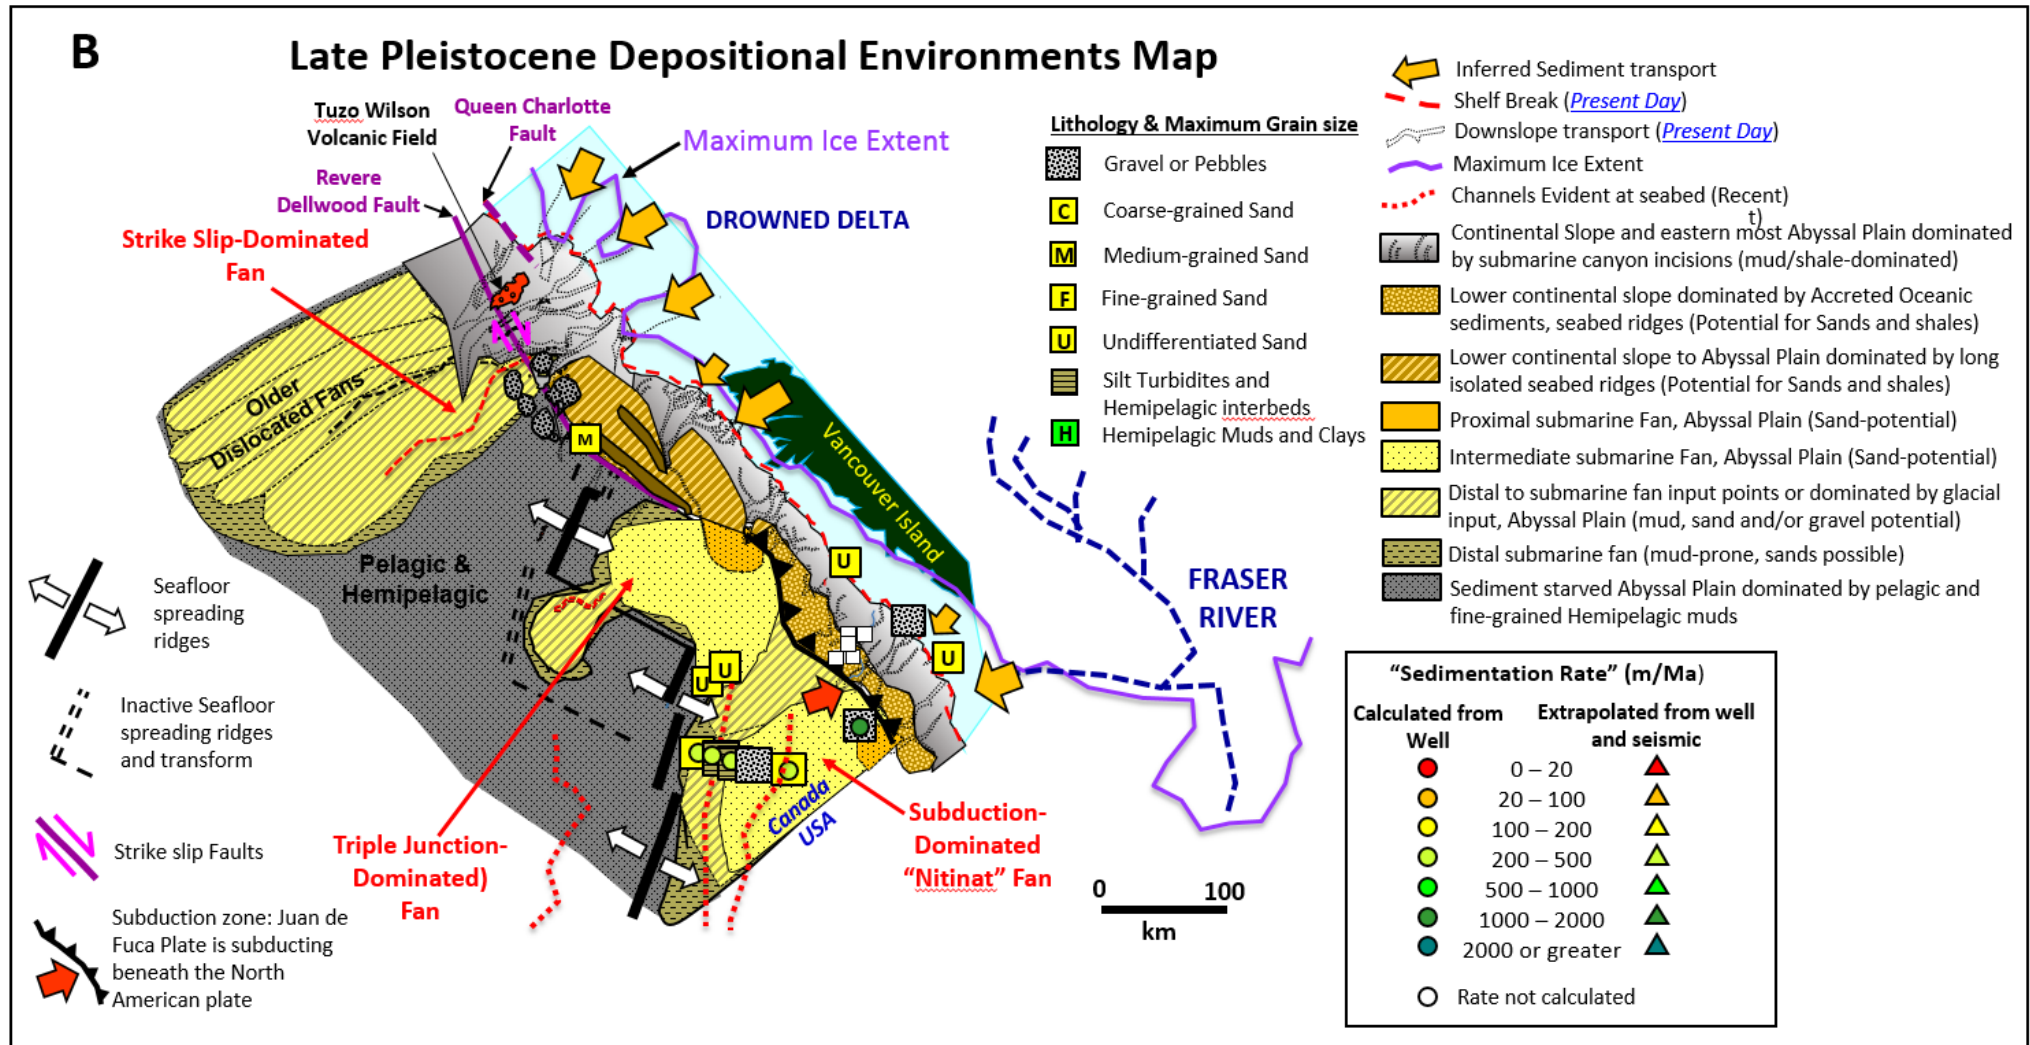 B
Late Pleistocene Depositional Environments Map
Tuzo Wilson
Volcanic Field
Queen Charlotte
Fault
Maximum Ice Extent
Revere
Dellwood Fault
DROWNED DELTA
Strike Slip-Dominated
Fan
Older
Dislocated Fans
M
Vancouver Island
Pelagic &
Hemipelagic
U
U
U
U
FRASER
RIVER
Canada
USA
Triple Junction-
Dominated)
Fan
Subduction-
Dominated
“Nitinat” Fan
0 100
km
Seafloor
spreading
ridges
Inactive Seafloor
spreading ridges
and transform
Strike slip Faults
Subduction zone: Juan de
Fuca Plate is subducting
beneath the North
American plate
Lithology & Maximum Grain size
Gravel or Pebbles
C Coarse-grained Sand
M Medium-grained Sand
F Fine-grained Sand
U Undifferentiated Sand
Silt Turbidites and
Hemipelagic interbeds
H Hemipelagic Muds and Clays
Inferred Sediment transport
Shelf Break (Present Day)
Downslope transport (Present Day)
Maximum Ice Extent
Channels Evident at seabed (Recent)
t)
Continental Slope and eastern most Abyssal Plain dominated
by submarine canyon incisions (mud/shale-dominated)
Lower continental slope dominated by Accreted Oceanic
sediments, seabed ridges (Potential for Sands and shales)
Lower continental slope to Abyssal Plain dominated by long
isolated seabed ridges (Potential for Sands and shales)
Proximal submarine Fan, Abyssal Plain (Sand-potential)
Intermediate submarine Fan, Abyssal Plain (Sand-potential)
Distal to submarine fan input points or dominated by glacial
input, Abyssal Plain (mud, sand and/or gravel potential)
Distal submarine fan (mud-prone, sands possible)
Sediment starved Abyssal Plain dominated by pelagic and
fine-grained Hemipelagic muds
“Sedimentation Rate” (m/Ma)
Calculated from
Well
Extrapolated from well
and seismic
0 – 20
20 – 100
100 – 200
200 – 500
500 – 1000
1000 – 2000
2000 or greater
Rate not calculated